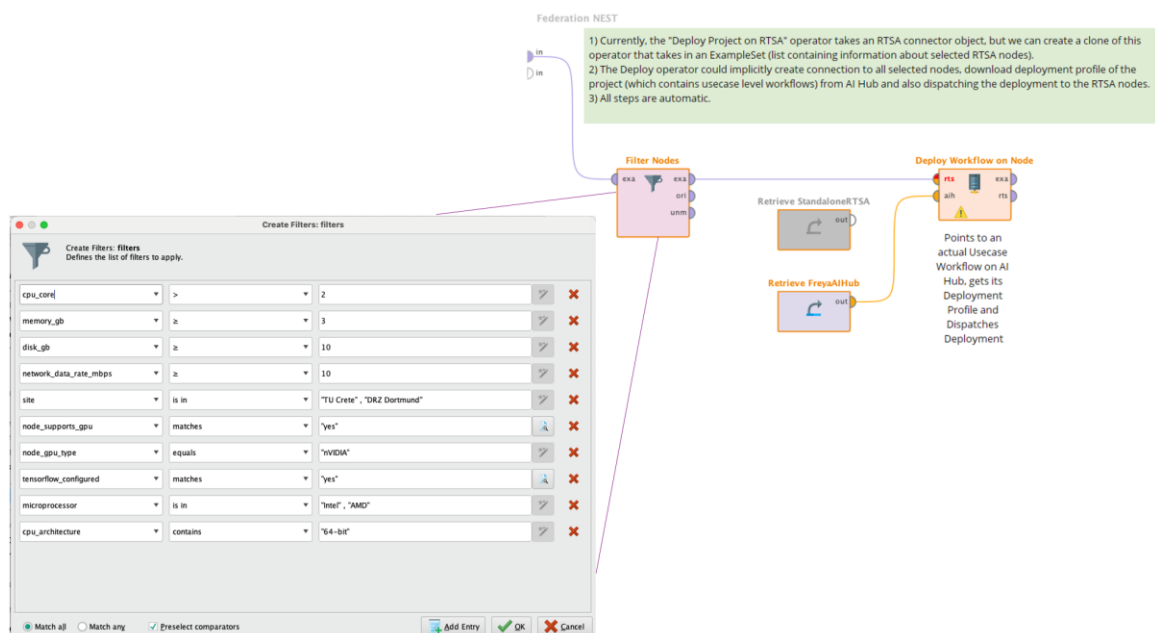 Federation NEST
in
in
1) Currently, the "Deploy Project on RTSA" operator takes an RTSA connector object, but we can create a clone of this
operator that takes in an ExampleSet (list containing information about selected RTSA nodes).
2) The Deploy operator could implicitly create connection to all selected nodes, download deployment profile of the
project (which contains usecase level workflows) from AI Hub and also dispatching the deployment to the RTSA nodes.
3) All steps are automatic.
Filter Nodes
exa exa
ori
unm
Deploy Workflow on Node
rts exa
aih rts
Retrieve StandaloneRTSA
out
Retrieve FreyaAIHub
out
Points to an
actual Usecase
Workflow on AI
Hub, gets its
Deployment
Profile and
Dispatches
Deployment
Create Filters: filters
Create Filters: filters
Defines the list of filters to apply.
cpu_core > 2
memory_gb ≥ 3
disk_gb ≥ 10
network_data_rate_mbps ≥ 10
site is in "TU Crete" , "DRZ Dortmund"
node_supports_gpu matches "yes"
node_gpu_type equals "nVIDIA"
tensorflow_configured matches "yes"
microprocessor is in "Intel" , "AMD"
cpu_architecture contains "64-bit"
Match all Match any Preselect comparators Add Entry OK Cancel